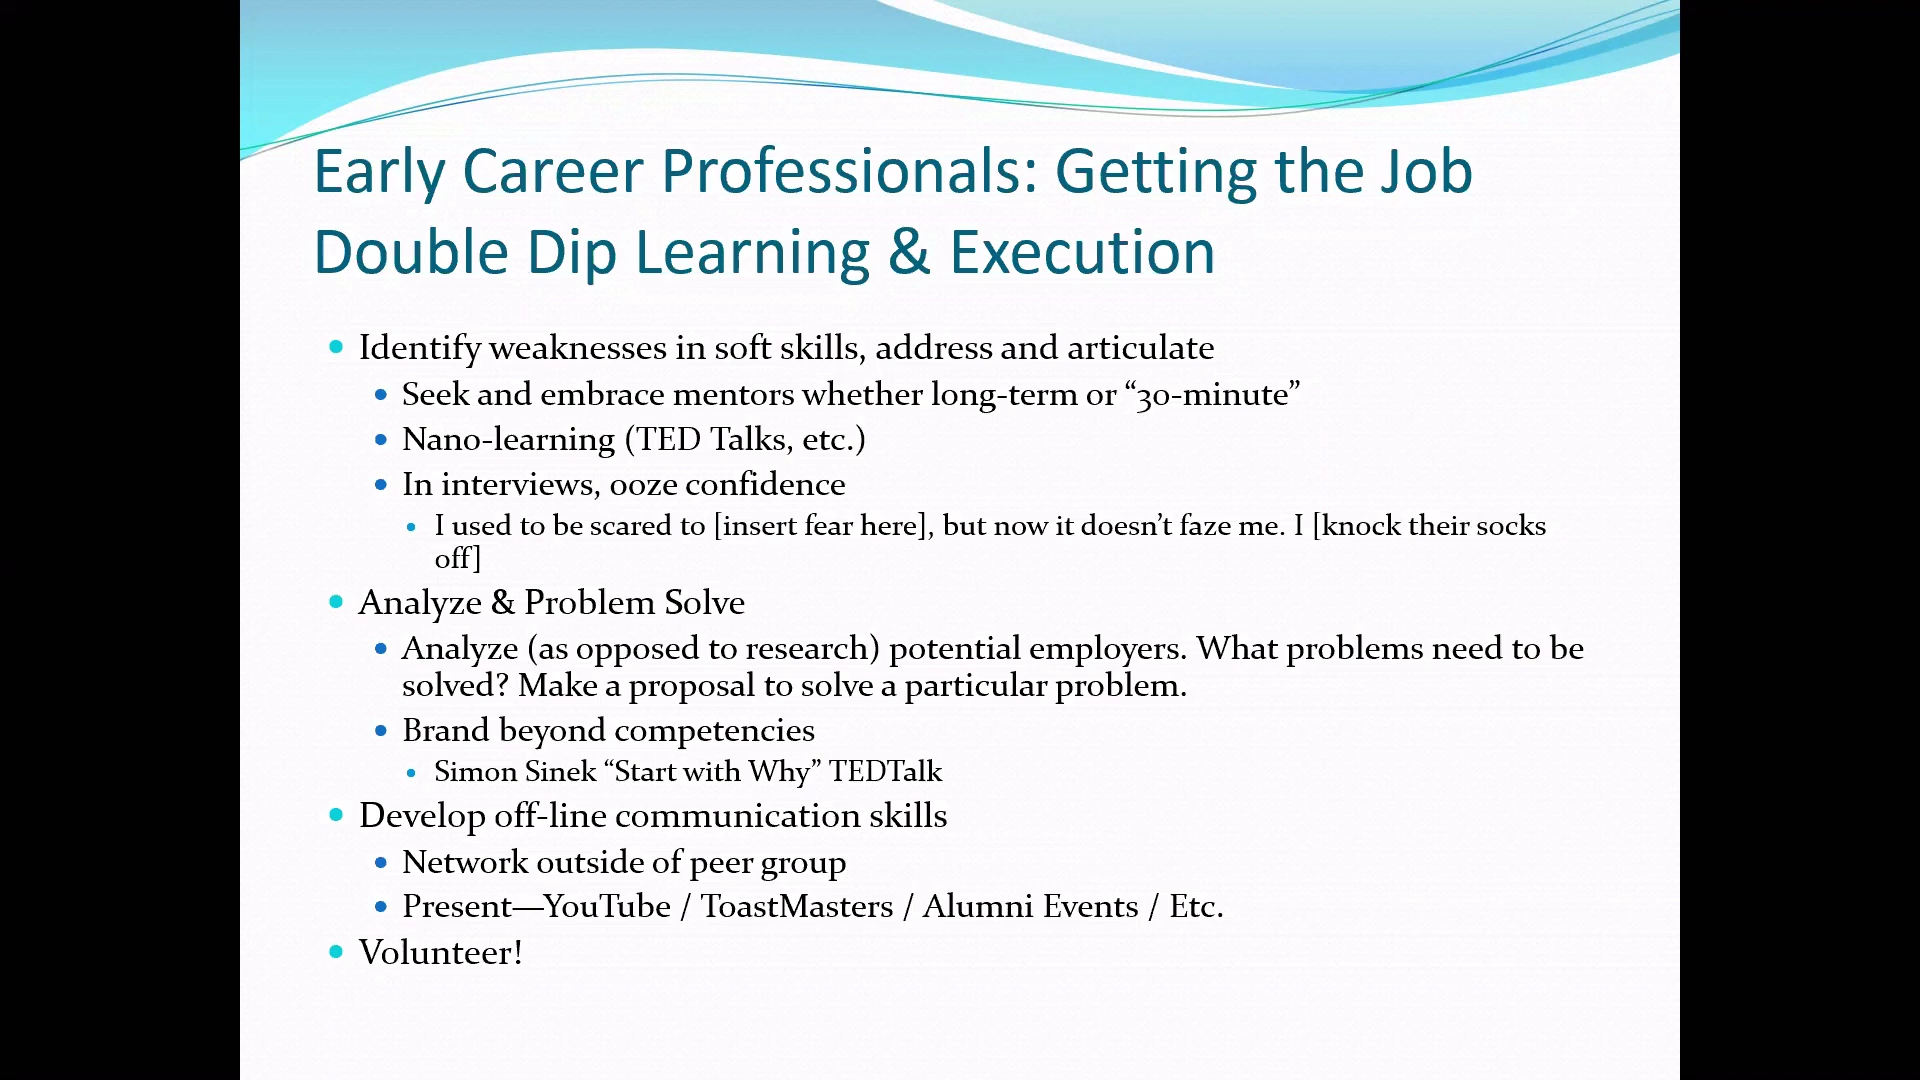 Early Career Professionals: Getting the Job
Double Dip Learning & Execution
Identify weaknesses in soft skills, address and articulate
Seek and embrace mentors whether long-term or “30-minute”
Nano-learning (TED Talks, etc.)
In interviews, ooze confidence
I used to be scared to [insert fear here], but now it doesn’t faze me. I [knock their socks
off]
Analyze & Problem Solve
Analyze (as opposed to research) potential employers. What problems need to be
solved? Make a proposal to solve a particular problem.
Brand beyond competencies
Simon Sinek “Start with Why” TEDTalk
Develop off-line communication skills
Network outside of peer group
Present—YouTube / ToastMasters / Alumni Events / Etc.
Volunteer!